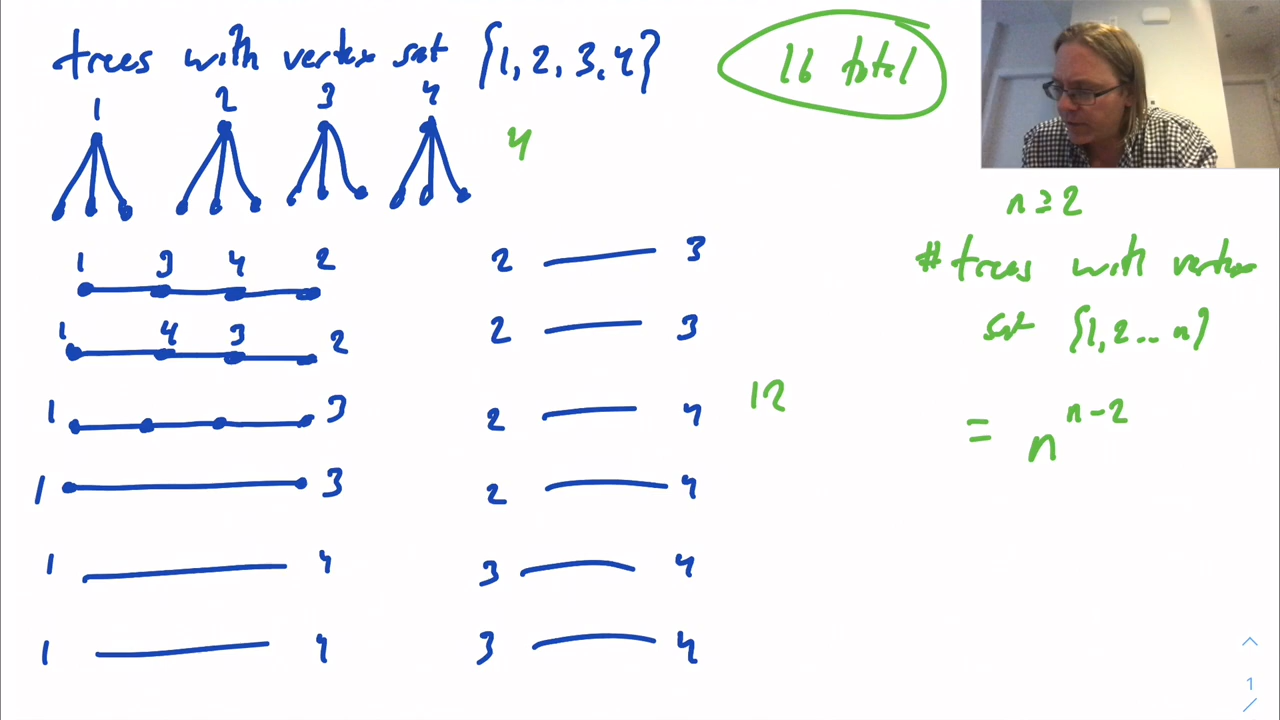 trees with vertex set {1, 2, 3, 4}
16 total
1 2 3 4
4
1 3 4 2
1 4 3 2
1 3
1 3
1 4
1 4
2 3
2 3
2 4
2 4
3 4
3 4
12
n ≥ 2
# trees with vertex
set {1, 2 ... n}
= n^{n-2}
1